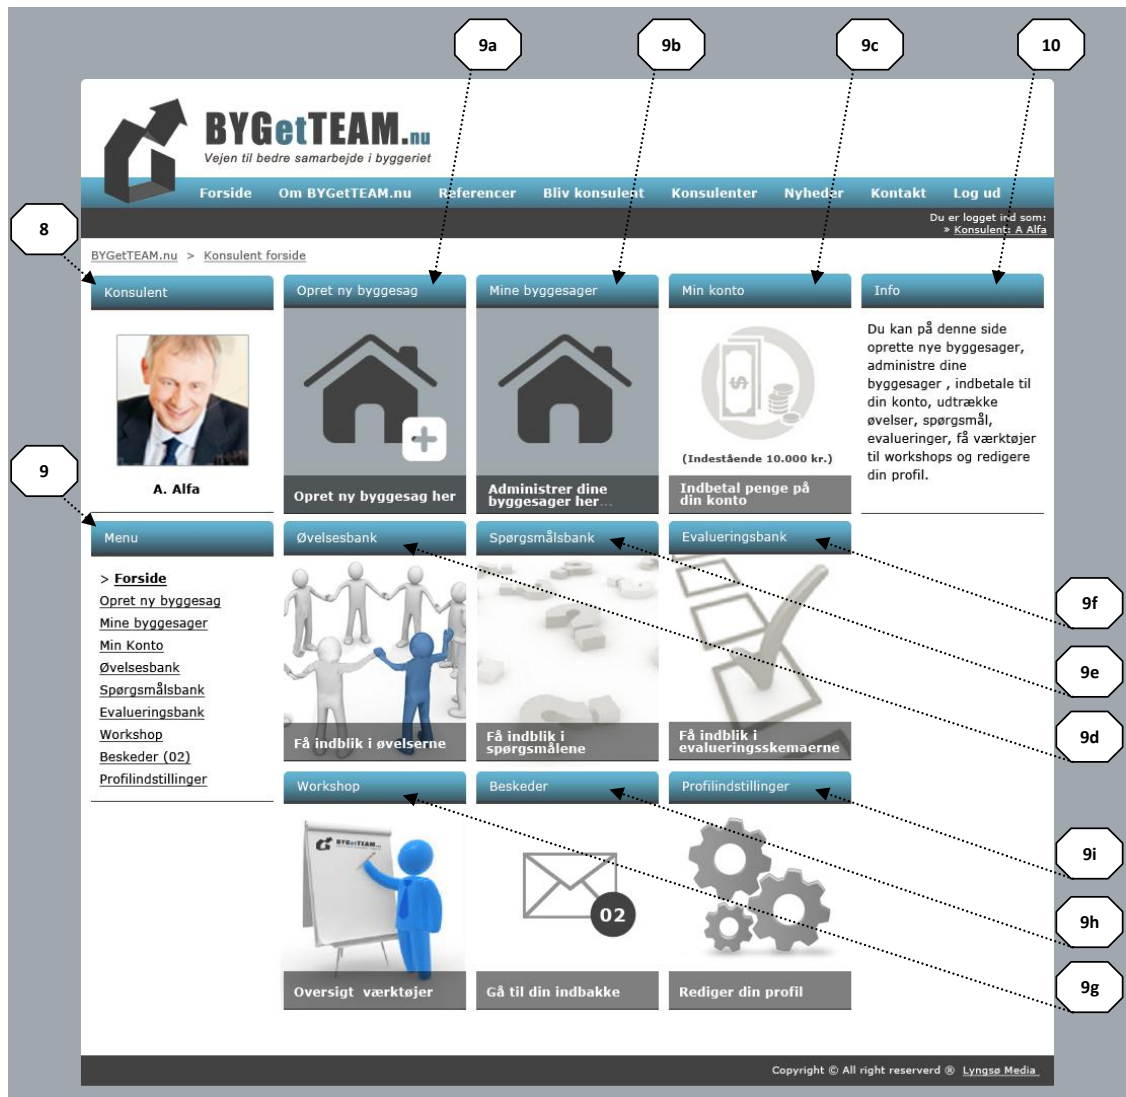 9a
9b
9c
10
BYGetTEAM.nu
Vejen til bedre samarbejde i byggeriet
Forside Om BYGetTEAM.nu Referencer Bliv konsulent Konsulenter Nyheder Kontakt Log ud
8
Du er logget ind som:
» Konsulent: A Alfa
BYGetTEAM.nu > Konsulent forside
Konsulent
Opret ny byggesag
Mine byggesager
Min konto
Info
Du kan på denne side
oprette nye byggesager,
administre dine
byggesager , indbetale til
din konto, udtrække
øvelser, spørgsmål,
evalueringer, få værktøjer
til workshops og redigere
din profil.
(Indestående 10.000 kr.)
9
A. Alfa
Opret ny byggesag her
Administrer dine
byggesager her...
Indbetal penge på
din konto
Menu
Øvelsesbank
Spørgsmålsbank
Evalueringsbank
> Forside
Opret ny byggesag
Mine byggesager
Min Konto
Øvelsesbank
Spørgsmålsbank
Evalueringsbank
Workshop
Beskeder (02)
Profilindstillinger
9f
9e
9d
Få indblik i øvelserne
Få indblik i
spørgsmålene
Få indblik i
evalueringsskemaerne
Workshop
Beskeder
Profilindstillinger
BYGetTEAM.nu
02
9i
9h
9g
Oversigt værktøjer
Gå til din indbakke
Rediger din profil
Copyright © All right reserverd ® Lyngsø Media